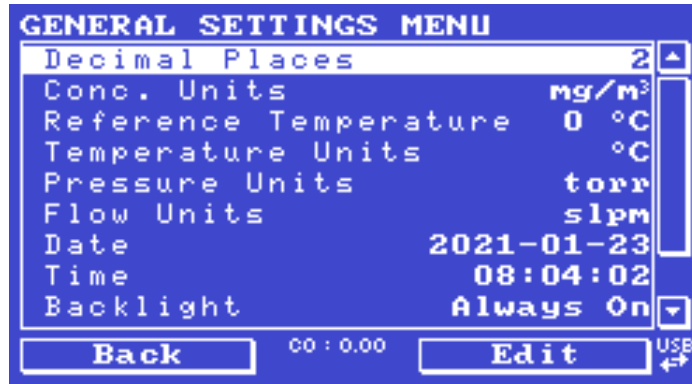 GENERAL SETTINGS MENU
Decimal Places 2
Conc. Units mg/m³
Reference Temperature 0 °C
Temperature Units °C
Pressure Units torr
Flow Units slpm
Date 2021-01-23
Time 08:04:02
Backlight Always On
Back CO:0.00 Edit USB